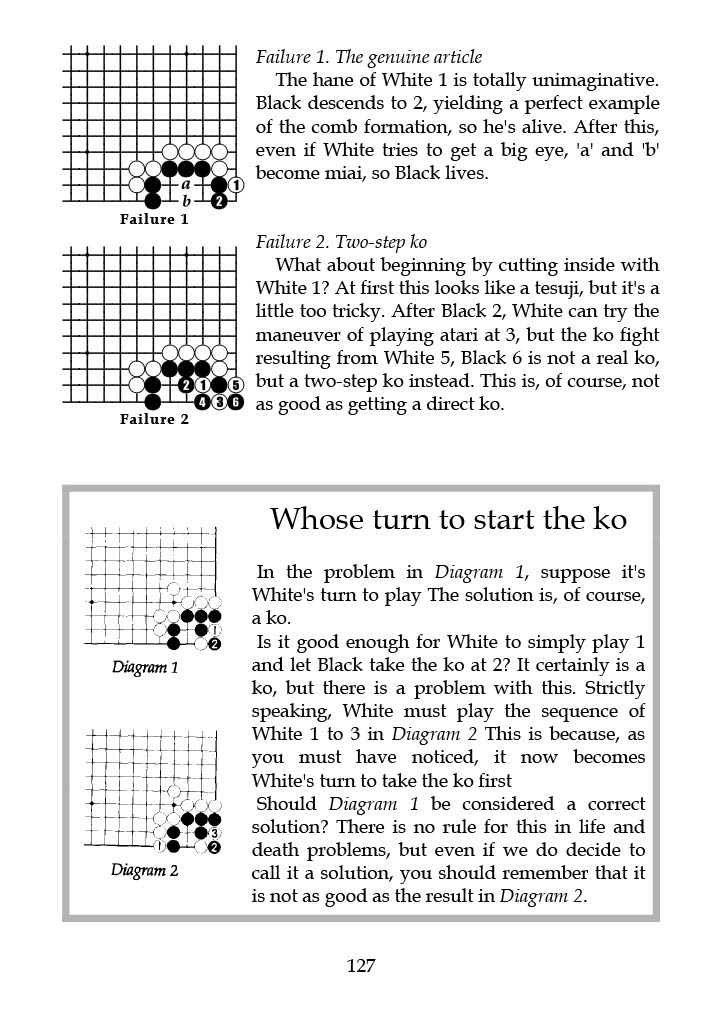 Failure 1. The genuine article
The hane of White 1 is totally unimaginative.
Black descends to 2, yielding a perfect example
of the comb formation, so he's alive. After this,
even if White tries to get a big eye, 'a' and 'b'
become miai, so Black lives.
a
1
b
2
Failure 1
Failure 2. Two-step ko
What about beginning by cutting inside with
White 1? At first this looks like a tesuji, but it's a
little too tricky. After Black 2, White can try the
maneuver of playing atari at 3, but the ko fight
resulting from White 5, Black 6 is not a real ko,
but a two-step ko instead. This is, of course, not
as good as getting a direct ko.
2 1 5
4 3 6
Failure 2
Whose turn to start the ko
In the problem in Diagram 1, suppose it's
White's turn to play The solution is, of course,
a ko.
Is it good enough for White to simply play 1
and let Black take the ko at 2? It certainly is a
ko, but there is a problem with this. Strictly
speaking, White must play the sequence of
White 1 to 3 in Diagram 2 This is because, as
you must have noticed, it now becomes
White's turn to take the ko first
Should Diagram 1 be considered a correct
solution? There is no rule for this in life and
death problems, but even if we do decide to
call it a solution, you should remember that it
is not as good as the result in Diagram 2.
1
2
Diagram 1
3
1 2
Diagram 2
127